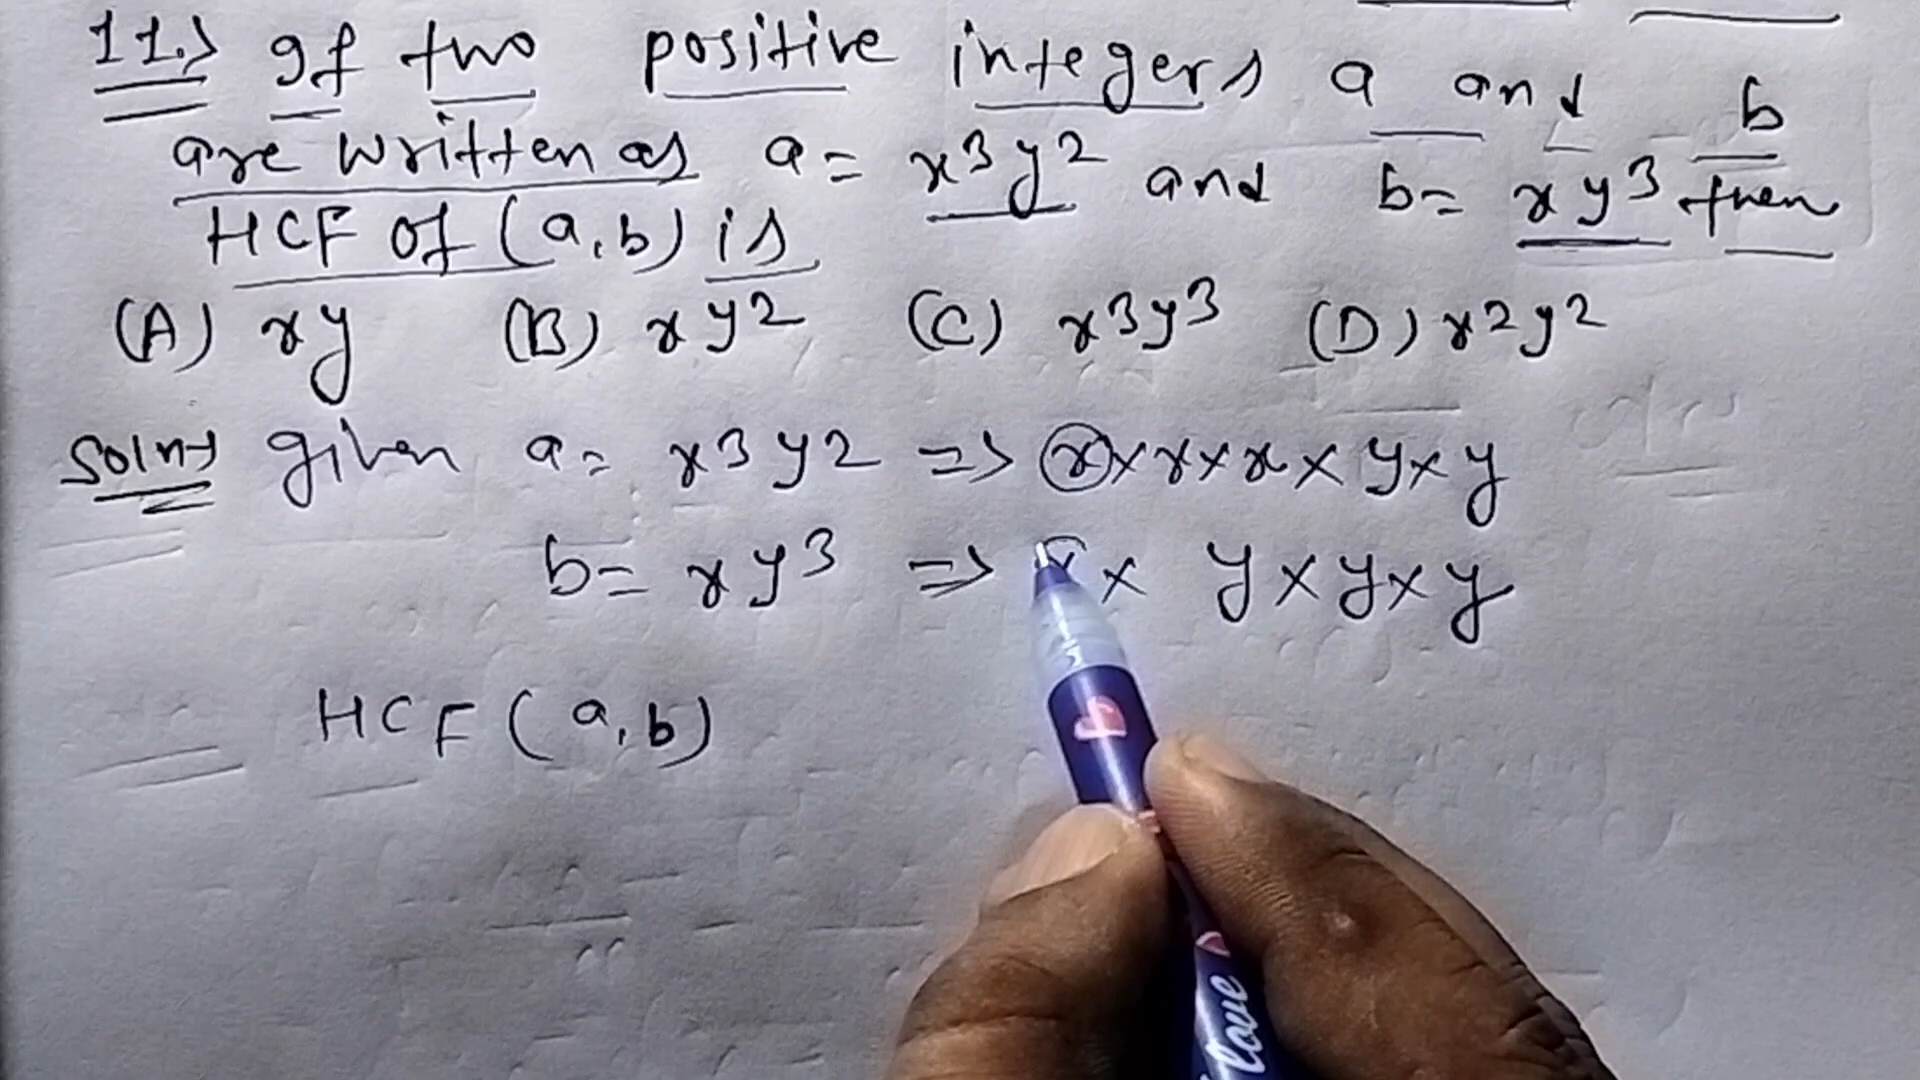 11.) If two positive integers a and b
are written as a = x3y2 and b = xy3 then
HCF of (a,b) is
(A) xy (B) xy2 (C) x3y3 (D) x2y2
Soln) given a = x3y2 => x×x×x×y×y
b = xy3 => x× y×y×y
HCF (a,b)
love